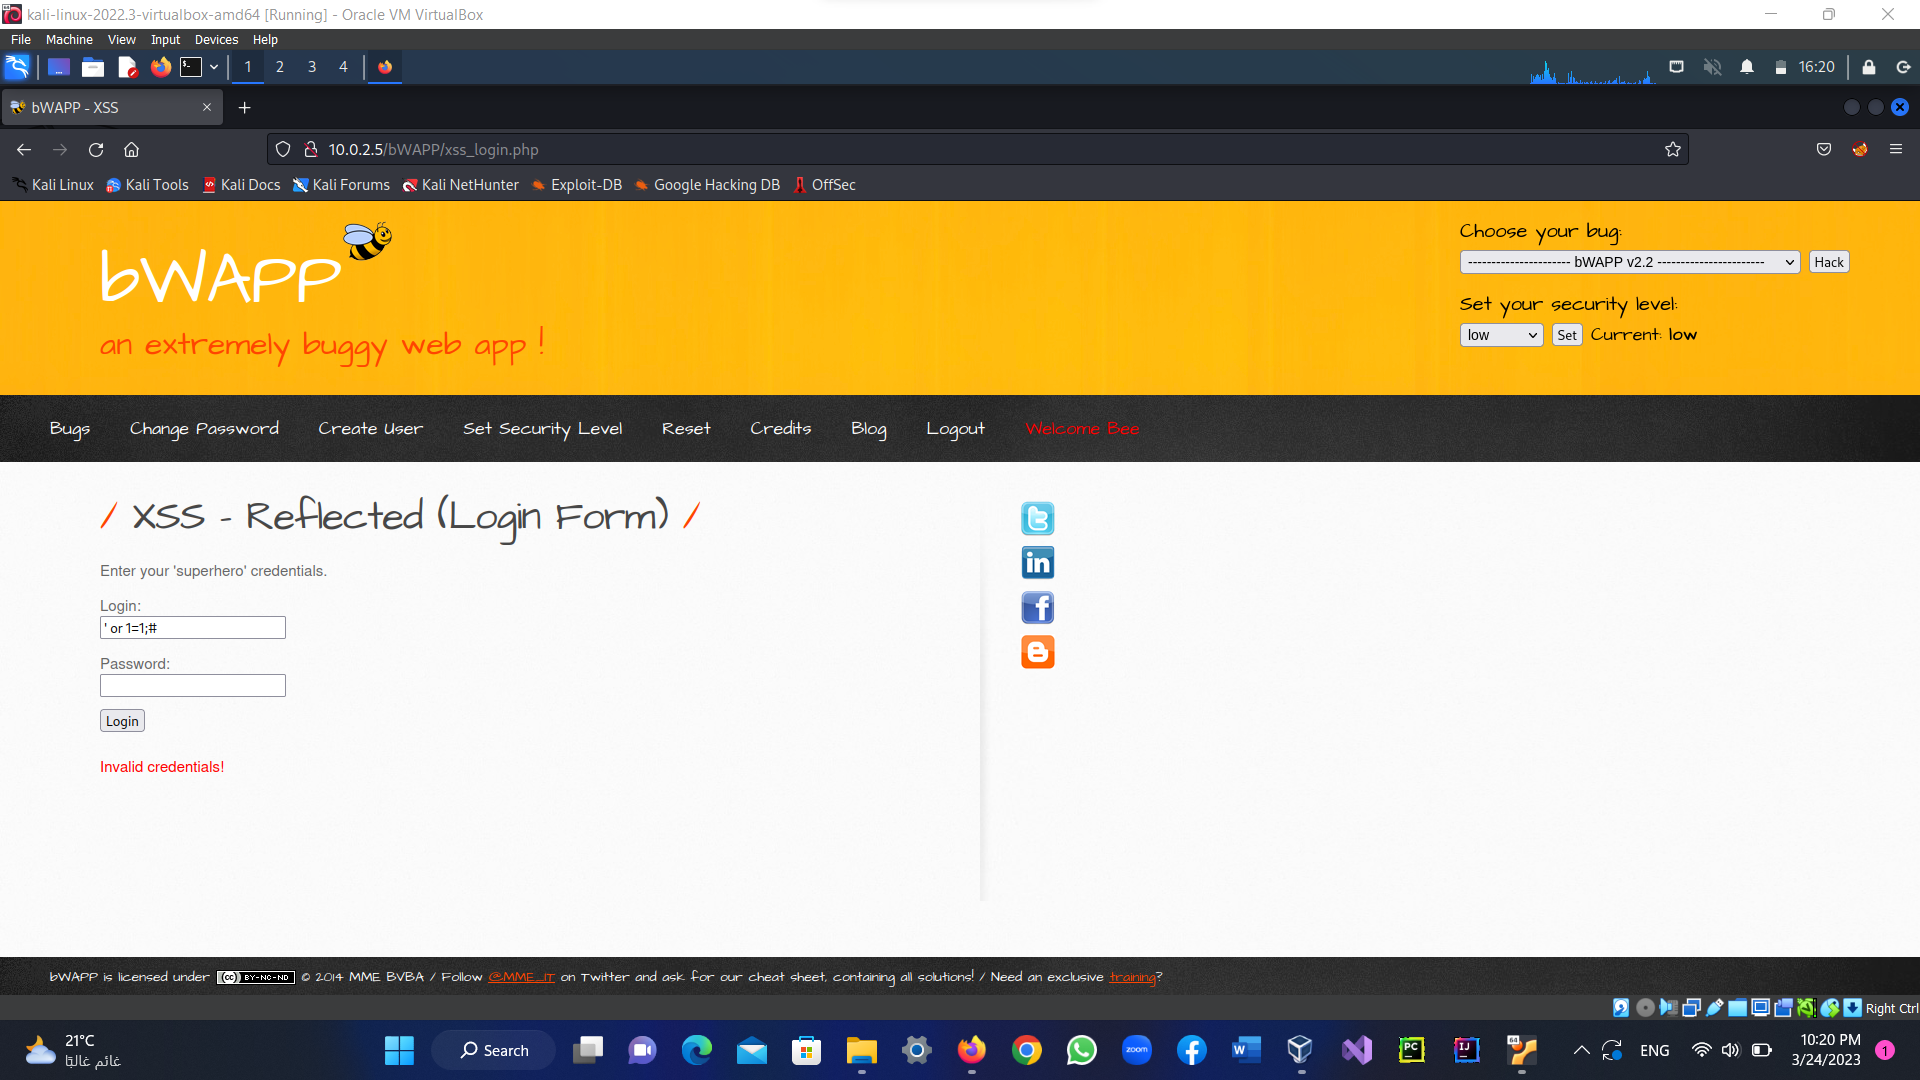 kali-linux-2022.3-virtualbox-amd64 [Running] - Oracle VM VirtualBox
File Machine View Input Devices Help
1 2 3 4 16:20
bWAPP - XSS
10.0.2.5/bWAPP/xss_login.php
Kali Linux Kali Tools Kali Docs Kali Forums Kali NetHunter Exploit-DB Google Hacking DB OffSec
bWAPP
an extremely buggy web app !
Choose your bug:
---------------------- bWAPP v2.2 ----------------------- Hack
Set your security level:
low Set Current: low
Bugs Change Password Create User Set Security Level Reset Credits Blog Logout Welcome Bee
/ XSS - Reflected (Login Form) /
Enter your 'superhero' credentials.
Login:
' or 1=1;#
Password:
Login
Invalid credentials!
bWAPP is licensed under (cc) BY-NC-ND © 2014 MME BVBA / Follow @MME_IT on Twitter and ask for our cheat sheet, containing all solutions! / Need an exclusive training?
Right Ctrl
21°C
غائم غالبًا
Search
zoom
PC
IJ
ENG
10:20 PM
3/24/2023
1